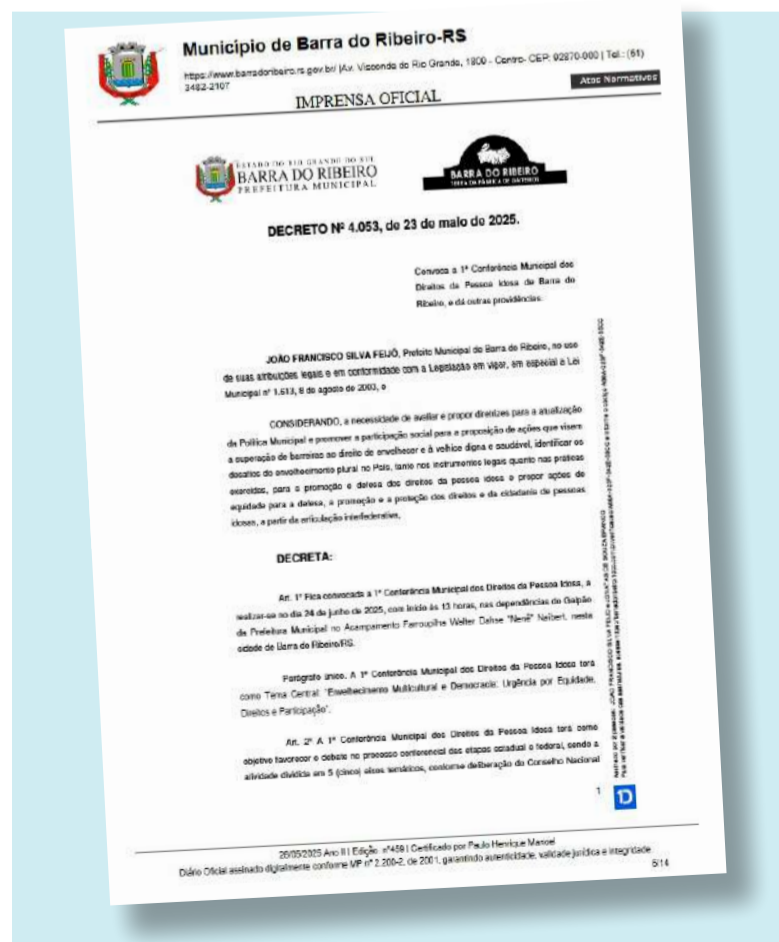 Município de Barra do Ribeiro-RS
https://www.barradoribeiro.rs.gov.br/ |Av. Visconde do Rio Grande, 1800 - Centro- CEP: 92870-000 | Tel.: (51)
3482-2107
Atos Normativos
IMPRENSA OFICIAL
ESTADO DO RIO GRANDE DO SUL
BARRA DO RIBEIRO
PREFEITURA MUNICIPAL
BARRA DO RIBEIRO
DECRETO Nº 4.053, de 23 de maio de 2025.
Convoca a 1ª Conferência Municipal dos
Direitos da Pessoa Idosa de Barra do
Ribeiro, e dá outras providências.
JOÃO FRANCISCO SILVA FEIJÓ, Prefeito Municipal de Barra do Ribeiro, no uso
de suas atribuições legais e em conformidade com a Legislação em vigor, em especial a Lei
Municipal nº 1.613, 8 de agosto de 2003, e
CONSIDERANDO, a necessidade de avaliar e propor diretrizes para a atualização
da Política Municipal e promover a participação social para a proposição de ações que visem
a superação de barreiras ao direito de envelhecer e à velhice digna e saudável, identificar os
desafios do envelhecimento plural no País, tanto nos instrumentos legais quanto nas práticas
exercidas, para a promoção e defesa dos direitos da pessoa idosa e propor ações de
equidade para a defesa, a promoção e a proteção dos direitos e da cidadania de pessoas
idosas, a partir da articulação interfederativa,
DECRETA:
Art. 1º Fica convocada a 1ª Conferência Municipal dos Direitos da Pessoa Idosa, a
realizar-se no dia 24 de junho de 2025, com início às 13 horas, nas dependências do Galpão
da Prefeitura Municipal no Acampamento Farroupilha Walter Dahse "Nenê" Neibert, nesta
cidade de Barra do Ribeiro/RS.
Parágrafo único. A 1ª Conferência Municipal dos Direitos da Pessoa Idosa terá
como Tema Central: "Envelhecimento Multicultural e Democracia: Urgência por Equidade,
Direitos e Participação".
Art. 2º A 1ª Conferência Municipal dos Direitos da Pessoa Idosa terá como
objetivo favorecer o debate no processo conferencial das etapas estadual e federal, sendo a
atividade dividida em 5 (cinco) eixos temáticos, conforme deliberação do Conselho Nacional
1
26/05/2025 Ano II | Edição nº459 | Certificado por Paulo Henrique Manoel
Diário Oficial assinado digitalmente conforme MP nº 2.200-2, de 2001, garantindo autenticidade, validade jurídica e integridade.
5/14